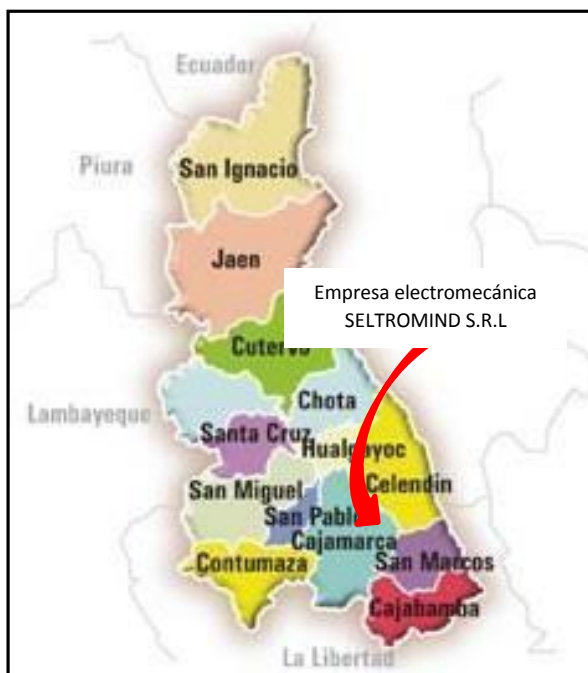 Ecuador
Piura
San Ignacio
Jaen
Empresa electromecánica
SELTROMIND S.R.L
Cutervo
Chota
Lambayeque
Santa Cruz
Hualgayoc
San Miguel
Celendin
San Pablo
Cajamarca
Contumaza
San Marcos
Cajabamba
La Libertad